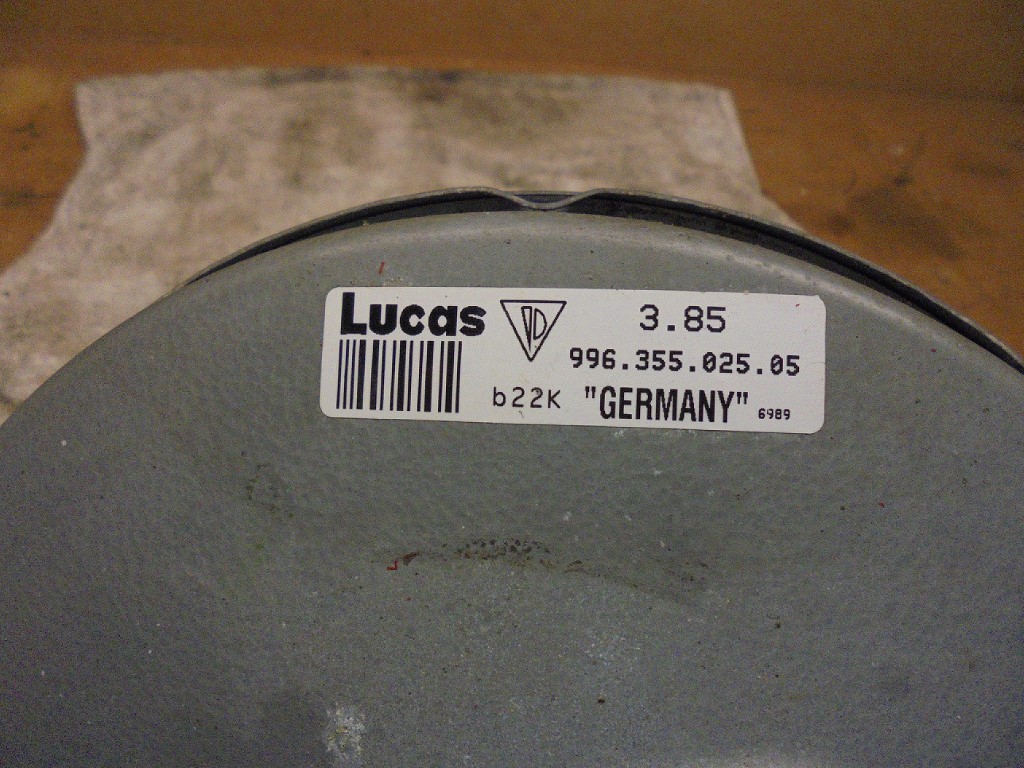 Lucas
3.85
996.355.025.05
b22K "GERMANY" 6989